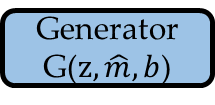 Generator
G(z, m̂, b)